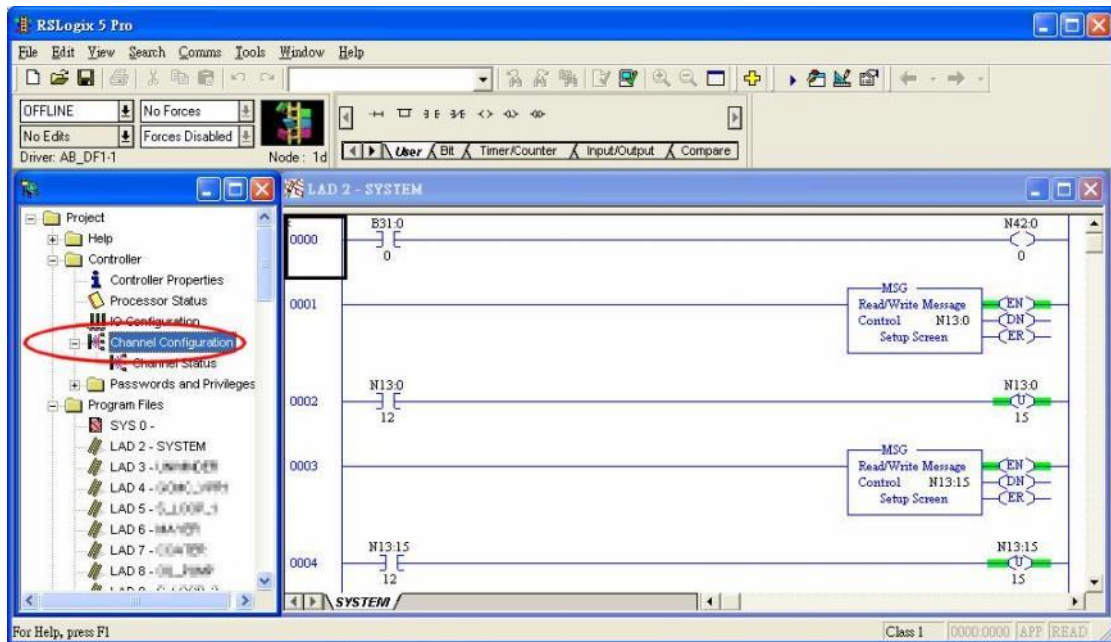 RSLogix 5 Pro
File Edit View Search Comms Tools Window Help
OFFLINE
No Forces
No Edits
Forces Disabled
Driver: AB_DF1-1
Node : 1d
User Bit Timer/Counter Input/Output Compare
Project
Help
Controller
Controller Properties
Processor Status
IO Configuration
Channel Configuration
Channel Status
Passwords and Privileges
Program Files
SYS 0 -
LAD 2 - SYSTEM
LAD 3 -
LAD 4 -
LAD 5 -
LAD 6 -
LAD 7 -
LAD 8 -
LAD 2 - SYSTEM
0000
B31:0
0
N42:0
0
0001
MSG
Read/Write Message
Control N13:0
Setup Screen
EN
DN
ER
0002
N13:0
12
N13:0
U
15
0003
MSG
Read/Write Message
Control N13:15
Setup Screen
EN
DN
ER
0004
N13:15
12
N13:15
U
15
SYSTEM
For Help, press F1
Class 1
0000:0000
APP
READ